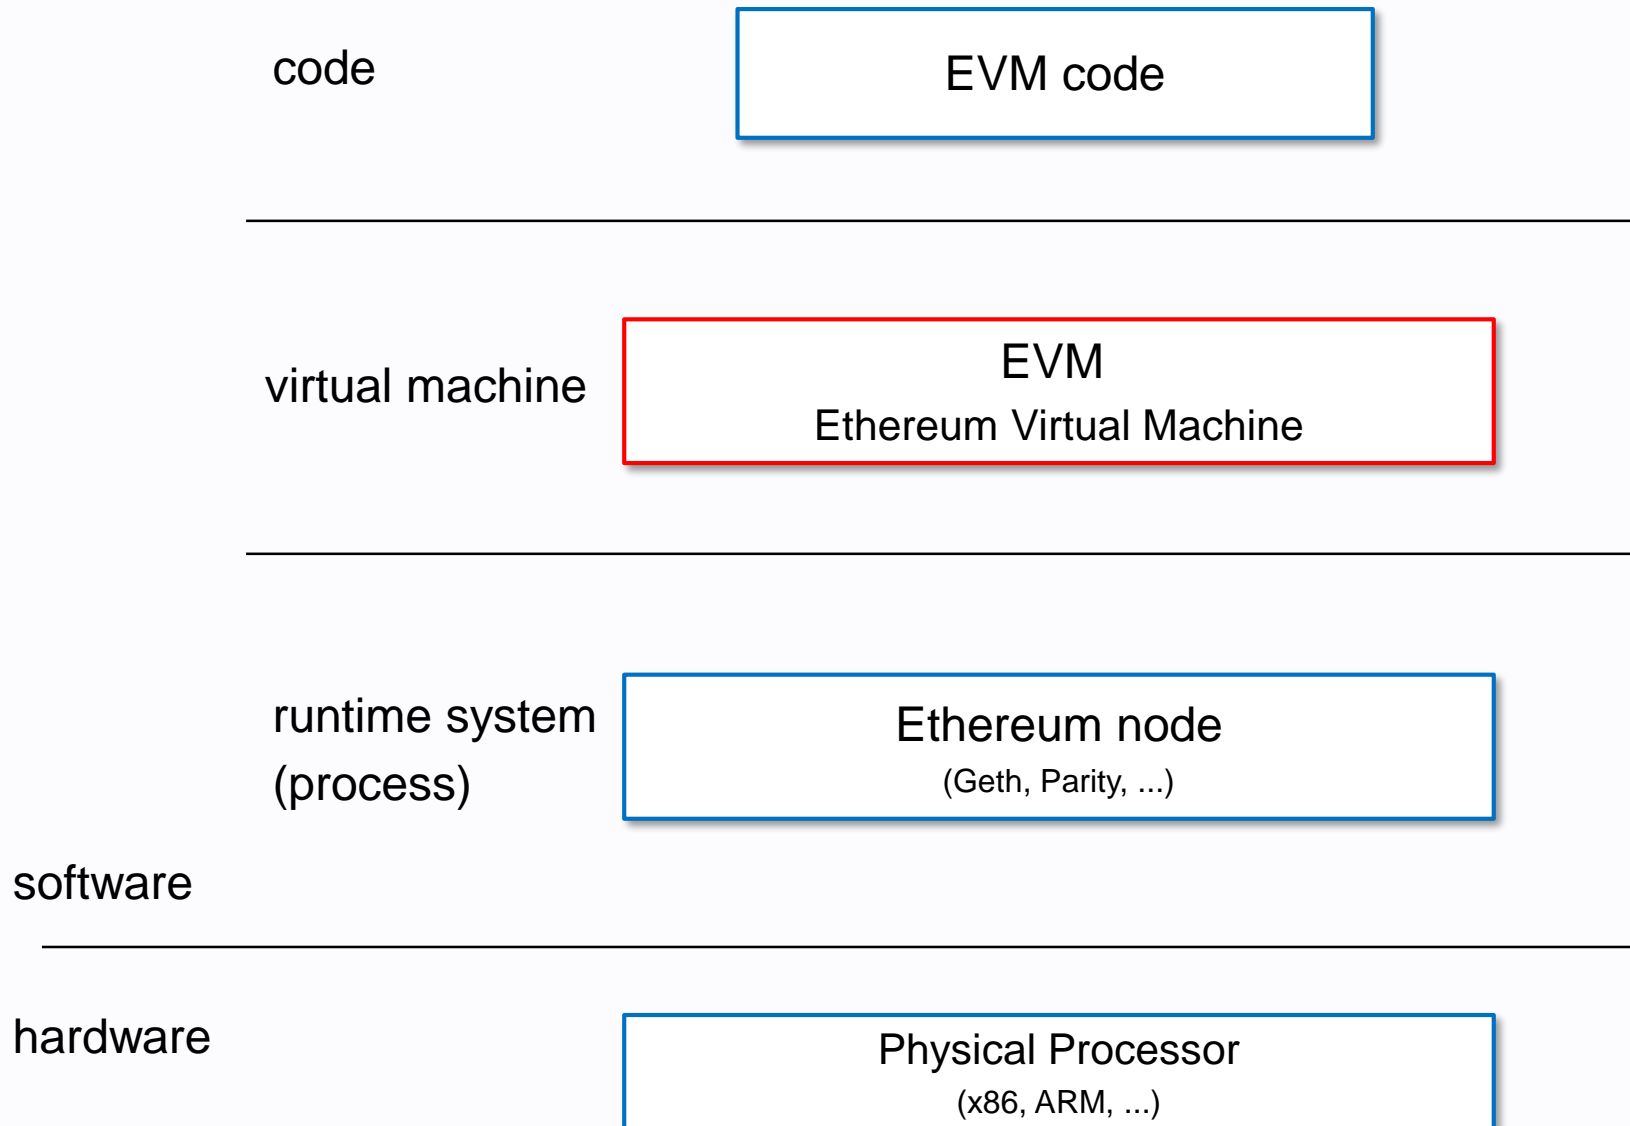 code
EVM code
virtual machine
EVM
Ethereum Virtual Machine
runtime system
(process)
Ethereum node
(Geth, Parity, ...)
software
hardware
Physical Processor
(x86, ARM, ...)